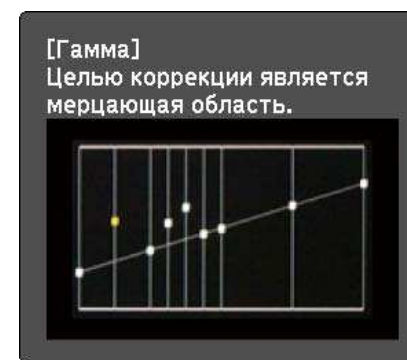 [Гамма]
Целью коррекции является
мерцающая область.